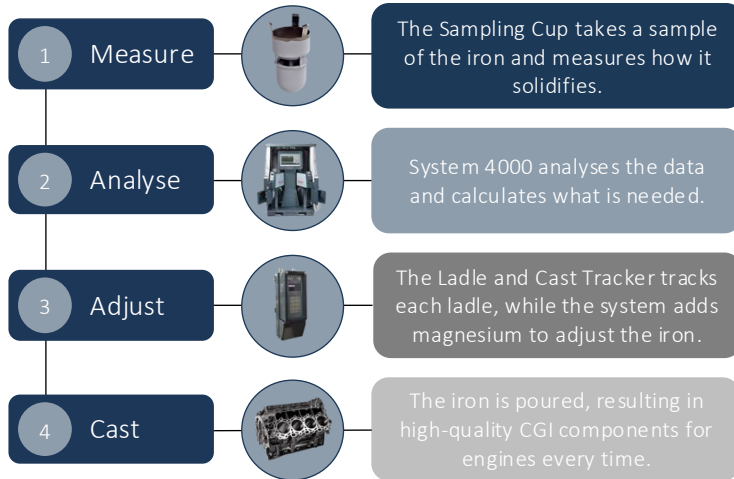 1 Measure
The Sampling Cup takes a sample
of the iron and measures how it
solidifies.
2 Analyse
System 4000 analyses the data
and calculates what is needed.
3 Adjust
The Ladle and Cast Tracker tracks
each ladle, while the system adds
magnesium to adjust the iron.
4 Cast
The iron is poured, resulting in
high-quality CGI components for
engines every time.